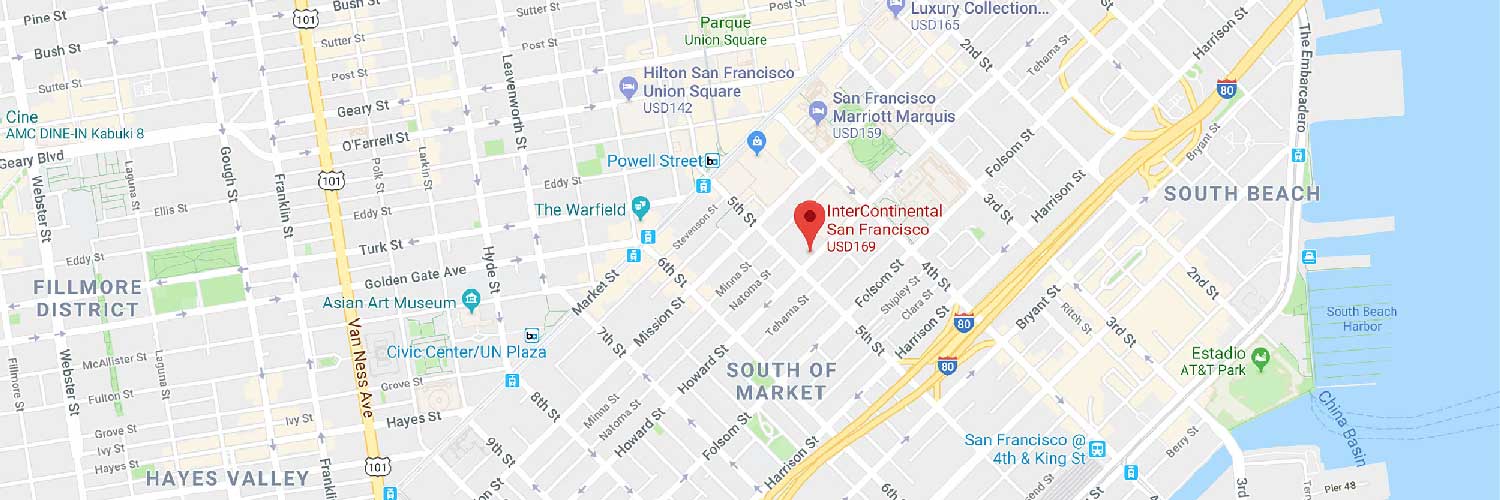 Pine St
Bush St
101
Sutter St
Bush St
Sutter St
Post St
Parque
Union Square
Luxury Collection...
USD165
Harrison St
The Embarcadero
Bush St
Sutter St
Post St
Leavenworth St
2nd St
Tehama St
Sutter St
Post St
Hilton San Francisco
Union Square
USD142
80
Geary St
San Francisco
Marriott Marquis
USD159
Cine
AMC DINE-IN Kabuki 8
O'Farrell St
Geary Blvd
Gough St
Larkin St
Polk St
Powell Street
Folsom St
Bryant St
Webster St
Laguna St
Franklin St
101
Eddy St
3rd St
Harrison St
SOUTH BEACH
Ellis St
Eddy St
The Warfield
Stevenson St
5th St
InterContinental
San Francisco
USD169
Eddy St
Turk St
Golden Gate Ave
Hyde St
Market St
6th St
Minna St
Natoma St
Folsom St
4th St
Shipley St
Clara St
2nd St
FILLMORE
DISTRICT
Asian Art Museum
Mission St
Tehama St
Harrison St
80
Bryant St
Ritch St
3rd St
South Beach
Harbor
Van Ness Ave
7th St
5th St
Civic Center/UN Plaza
McAllister St
Laguna St
Fillmore St
Webster St
Howard St
SOUTH OF
MARKET
80
Estadio
AT&T Park
Grove St
Fulton St
Hayes St
8th St
Minna St
Natoma St
Howard St
Folsom St
China Basin
Grove St
Ivy St
Ivy St
Hayes St
Franklin
9th St
Harrison St
San Francisco @
4th & King St
Berry St
HAYES VALLEY
101
6th St
3rd St
Pier 48